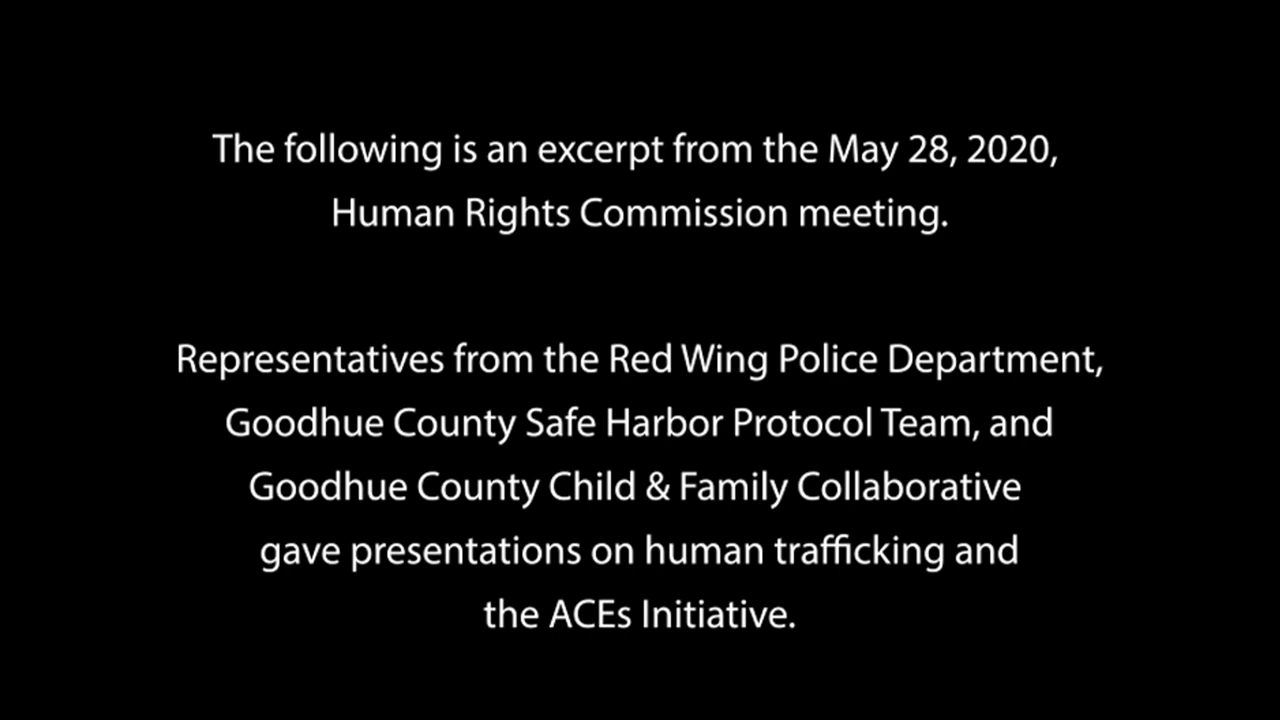 The following is an excerpt from the May 28, 2020,
Human Rights Commission meeting.
Representatives from the Red Wing Police Department,
Goodhue County Safe Harbor Protocol Team, and
Goodhue County Child & Family Collaborative
gave presentations on human trafficking and
the ACEs Initiative.